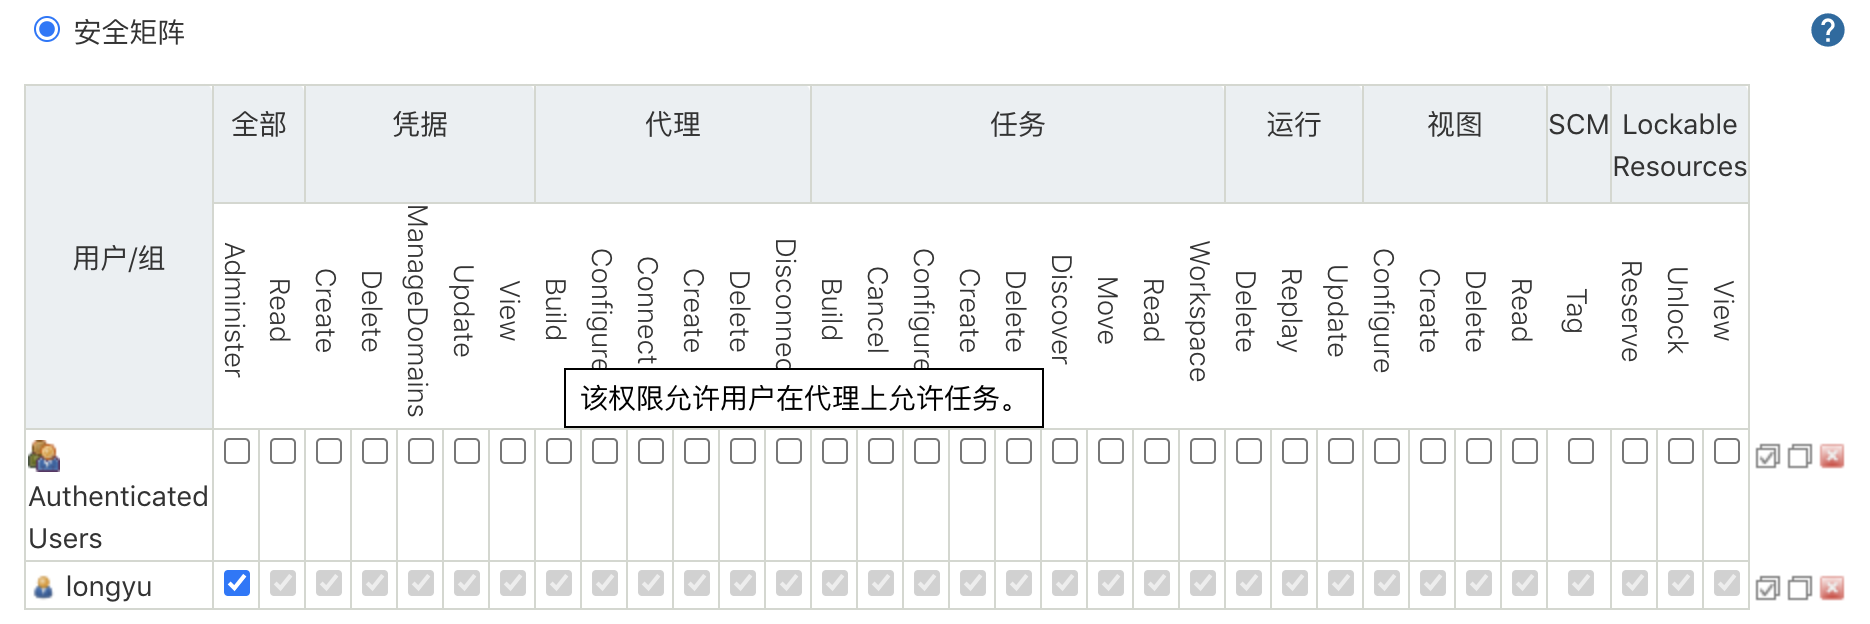 安全矩阵
?
用户/组
全部
凭据
代理
任务
运行
视图
SCM
Lockable
Resources
Administer
Read
Create
Delete
ManageDomains
Update
View
Build
Configure
Connect
Create
Delete
Disconnec
Build
Cancel
Configure
Create
Delete
Discover
Move
Read
Workspace
Delete
Replay
Update
Configure
Create
Delete
Read
Tag
Reserve
Unlock
View
该权限允许用户在代理上允许任务。
Authenticated
Users
longyu